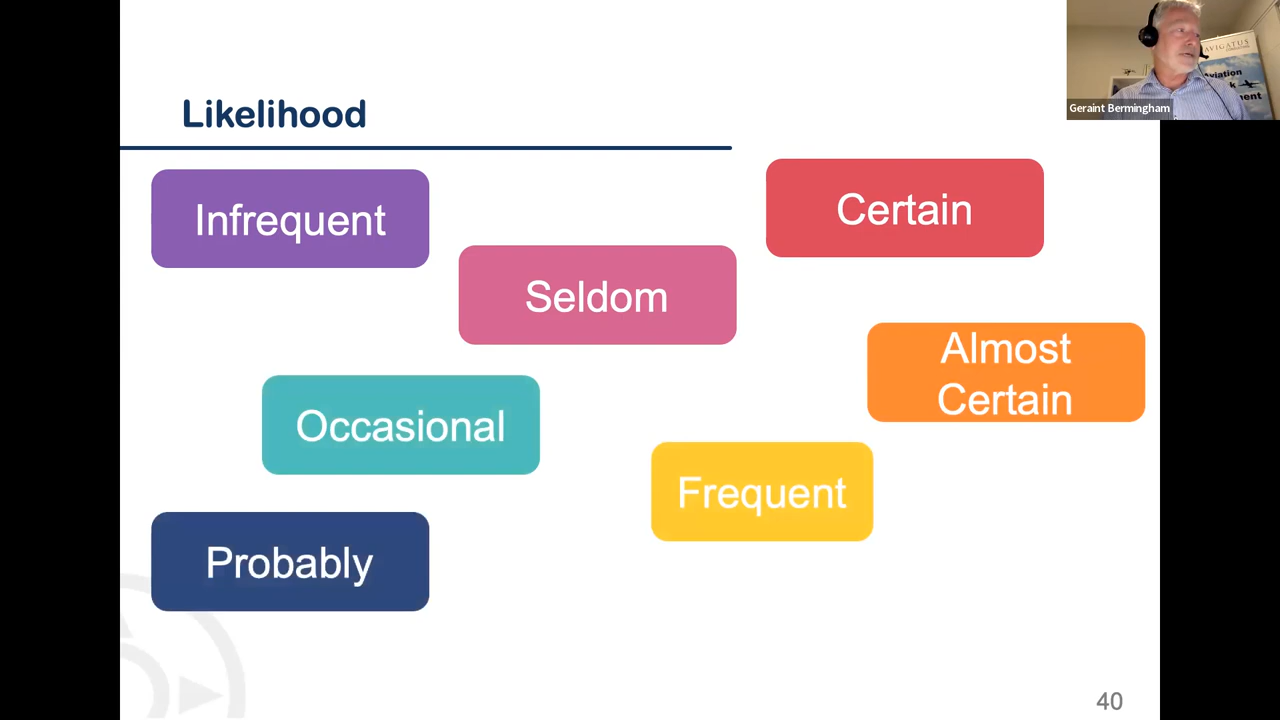 Likelihood
Infrequent
Certain
Seldom
Almost
Certain
Occasional
Frequent
Probably
40
Geraint Bermingham